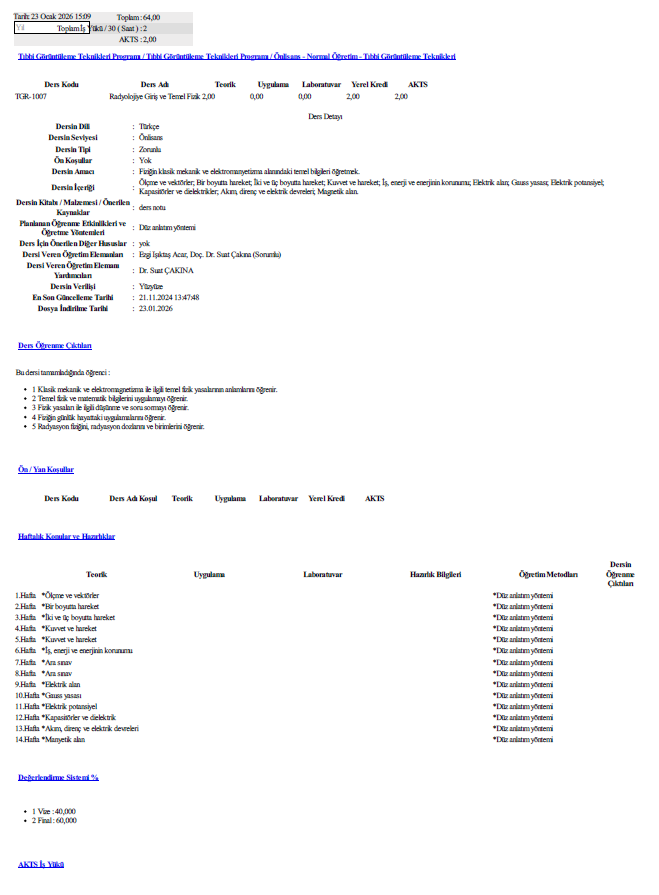 Tarih: 23 Ocak 2026 15:09
Toplam : 64,00
Yıl
Toplam İş Yükü / 30 ( Saat ) : 2
AKTS : 2,00
Tıbbi Görüntüleme Teknikleri Programı / Tıbbi Görüntüleme Teknikleri Programı / Önlisans - Normal Öğretim - Tıbbi Görüntüleme Teknikleri
Ders Kodu Ders Adı Teorik Uygulama Laboratuvar Yerel Kredi AKTS
TGR-1007 Radyolojiye Giriş ve Temel Fizik 2,00 0,00 0,00 2,00 2,00
Ders Detayı
Dersin Dili : Türkçe
Dersin Seviyesi : Önlisans
Dersin Tipi : Zorunlu
Ön Koşullar : Yok
Dersin Amacı : Fiziğin klasik mekanik ve elektromanyetizma alanındaki temel bilgileri öğretmek.
Dersin İçeriği : Ölçme ve vektörler; Bir boyutta hareket; İki ve üç boyutta hareket; Kuvvet ve hareket; İş, enerji ve enerjinin korunumu; Elektrik alan; Gauss yasası; Elektrik potansiyel;
Kapasitörler ve dielektrikler; Akım, direnç ve elektrik devreleri; Magnetik alan.
Dersin Kitabı / Malzemesi / Önerilen
Kaynaklar : ders notu
Planlanan Öğrenme Etkinlikleri ve
Öğretme Yöntemleri : Düz anlatım yöntemi
Ders İçin Önerilen Diğer Hususlar : yok
Dersi Veren Öğretim Elemanları : Ezgi Işıktaş Acar, Doç. Dr. Suat Çakına (Sorumlu)
Dersi Veren Öğretim Elemanı
Yardımcıları : Dr. Suat ÇAKINA
Dersin Verilişi : Yüzyüze
En Son Güncelleme Tarihi : 21.11.2024 13:47:48
Dosya İndirilme Tarihi : 23.01.2026
Ders Öğrenme Çıktıları
Bu dersi tamamladığında öğrenci :
• 1 Klasik mekanik ve elektromagnetizma ile ilgili temel fizik yasalarının anlamlarını öğrenir.
• 2 Temel fizik ve matematik bilgilerini uygulamayı öğrenir.
• 3 Fizik yasaları ile ilgili düşünme ve soru sormayı öğrenir.
• 4 Fiziğin günlük hayattaki uygulamalarını öğrenir.
• 5 Radyasyon fiziğini, radyasyon dozlarını ve birimlerini öğrenir.
Ön / Yan Koşullar
Ders Kodu Ders Adı Koşul Teorik Uygulama Laboratuvar Yerel Kredi AKTS
Haftalık Konular ve Hazırlıklar
Teorik Uygulama Laboratuvar Hazırlık Bilgileri Öğretim Metodları Dersin
Öğrenme
Çıktıları
1.Hafta *Ölçme ve vektörler *Düz anlatım yöntemi
2.Hafta *Bir boyutta hareket *Düz anlatım yöntemi
3.Hafta *İki ve üç boyutta hareket *Düz anlatım yöntemi
4.Hafta *Kuvvet ve hareket *Düz anlatım yöntemi
5.Hafta *Kuvvet ve hareket *Düz anlatım yöntemi
6.Hafta *İş, enerji ve enerjinin korunumu *Düz anlatım yöntemi
7.Hafta *Ara sınav *Düz anlatım yöntemi
8.Hafta *Ara sınav *Düz anlatım yöntemi
9.Hafta *Elektrik alan *Düz anlatım yöntemi
10.Hafta *Gauss yasası *Düz anlatım yöntemi
11.Hafta *Elektrik potansiyel *Düz anlatım yöntemi
12.Hafta *Kapasitörler ve dielektrik *Düz anlatım yöntemi
13.Hafta *Akım, direnç ve elektrik devreleri *Düz anlatım yöntemi
14.Hafta *Manyetik alan *Düz anlatım yöntemi
Değerlendirme Sistemi %
• 1 Vize : 40,000
• 2 Final : 60,000
AKTS İş Yükü